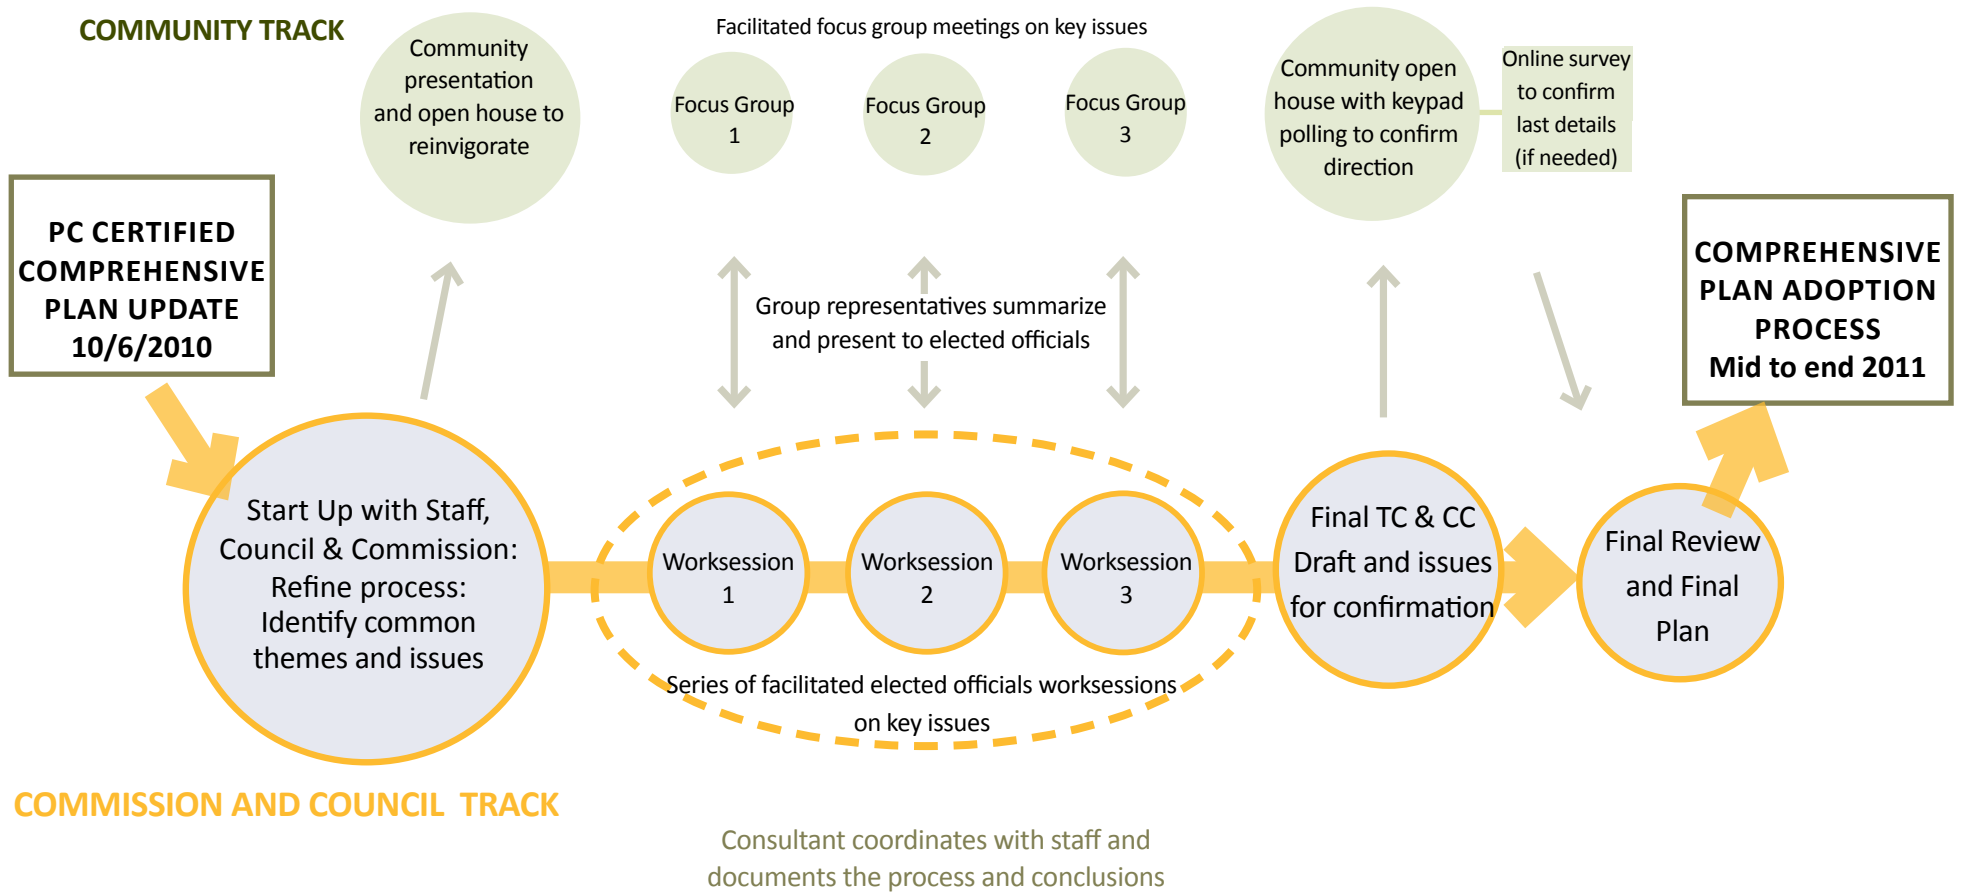 COMMUNITY TRACK
Community
presentation
and open house to
reinvigorate
Facilitated focus group meetings on key issues
Focus Group
1
Focus Group
2
Focus Group
3
Community open
house with keypad
polling to confirm
direction
Online survey
to confirm
last details
(if needed)
PC CERTIFIED
COMPREHENSIVE
PLAN UPDATE
10/6/2010
Group representatives summarize
and present to elected officials
COMPREHENSIVE
PLAN ADOPTION
PROCESS
Mid to end 2011
Start Up with Staff,
Council & Commission:
Refine process:
Identify common
themes and issues
Worksession
1
Worksession
2
Worksession
3
Series of facilitated elected officials worksessions
on key issues
Final TC & CC
Draft and issues
for confirmation
Final Review
and Final
Plan
COMMISSION AND COUNCIL TRACK
Consultant coordinates with staff and
documents the process and conclusions